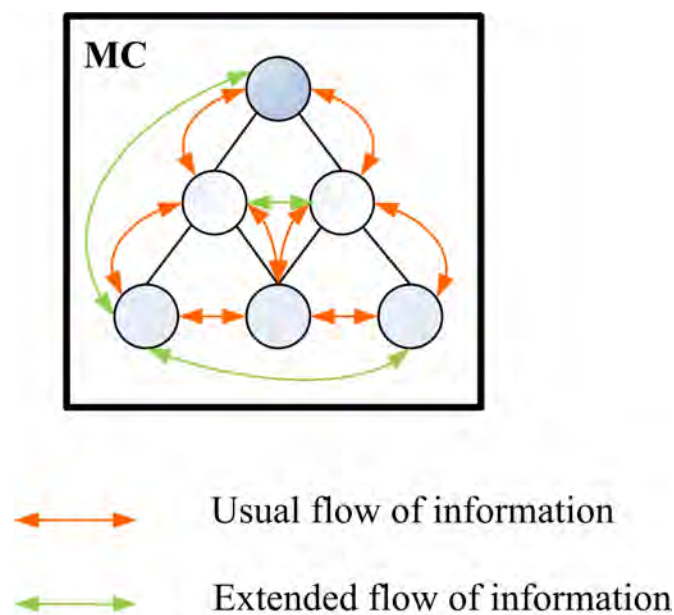 MC
Usual flow of information
Extended flow of information